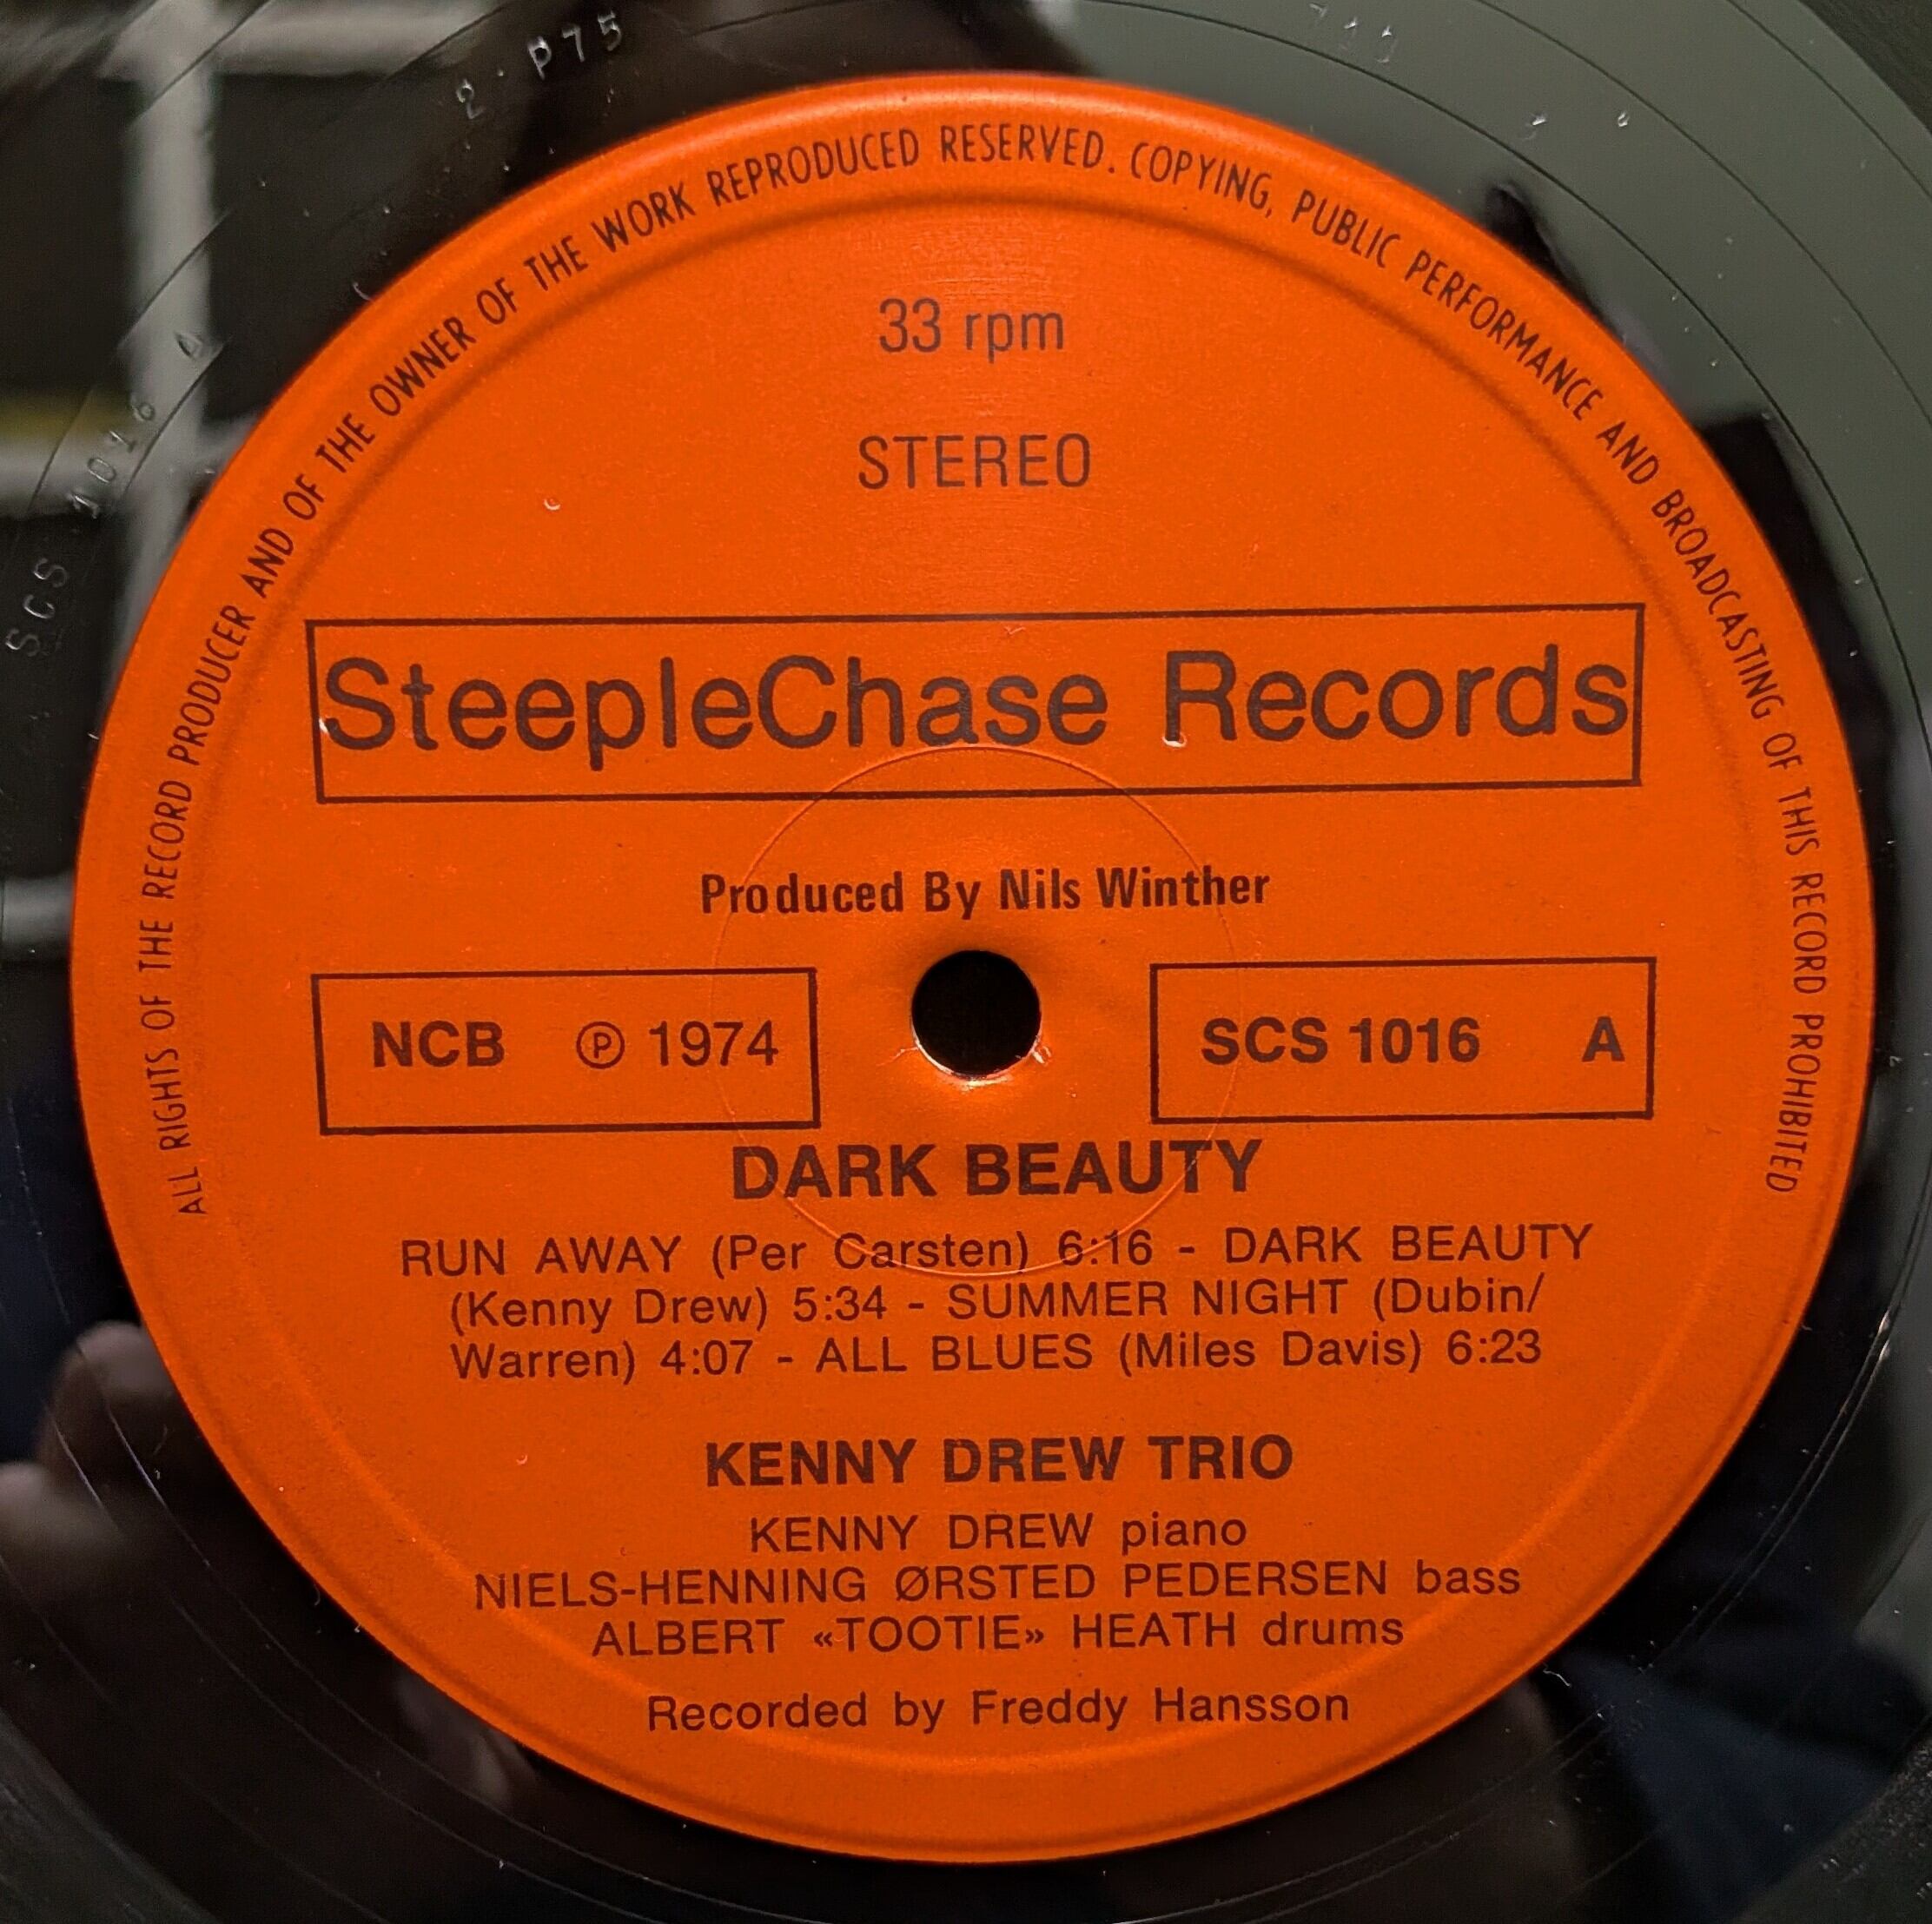 2 · P75
SCS 1016 A
ALL RIGHTS OF THE RECORD PRODUCER AND OF THE OWNER OF THE WORK REPRODUCED RESERVED. COPYING, PUBLIC PERFORMANCE AND BROADCASTING OF THIS RECORD PROHIBITED
33 rpm
STEREO
SteepleChase Records
Produced By Nils Winther
NCB ℗ 1974
SCS 1016 A
DARK BEAUTY
RUN AWAY (Per Carsten) 6:16 - DARK BEAUTY
(Kenny Drew) 5:34 - SUMMER NIGHT (Dubin/
Warren) 4:07 - ALL BLUES (Miles Davis) 6:23
KENNY DREW TRIO
KENNY DREW piano
NIELS-HENNING ØRSTED PEDERSEN bass
ALBERT «TOOTIE» HEATH drums
Recorded by Freddy Hansson